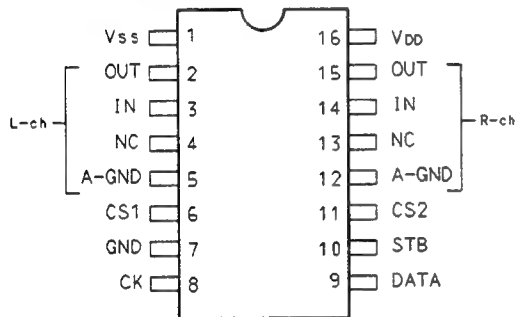 Vss 1 16 VDD
OUT 2 15 OUT
IN 3 14 IN
L-ch R-ch
NC 4 13 NC
A-GND 5 12 A-GND
CS1 6 11 CS2
GND 7 10 STB
CK 8 9 DATA